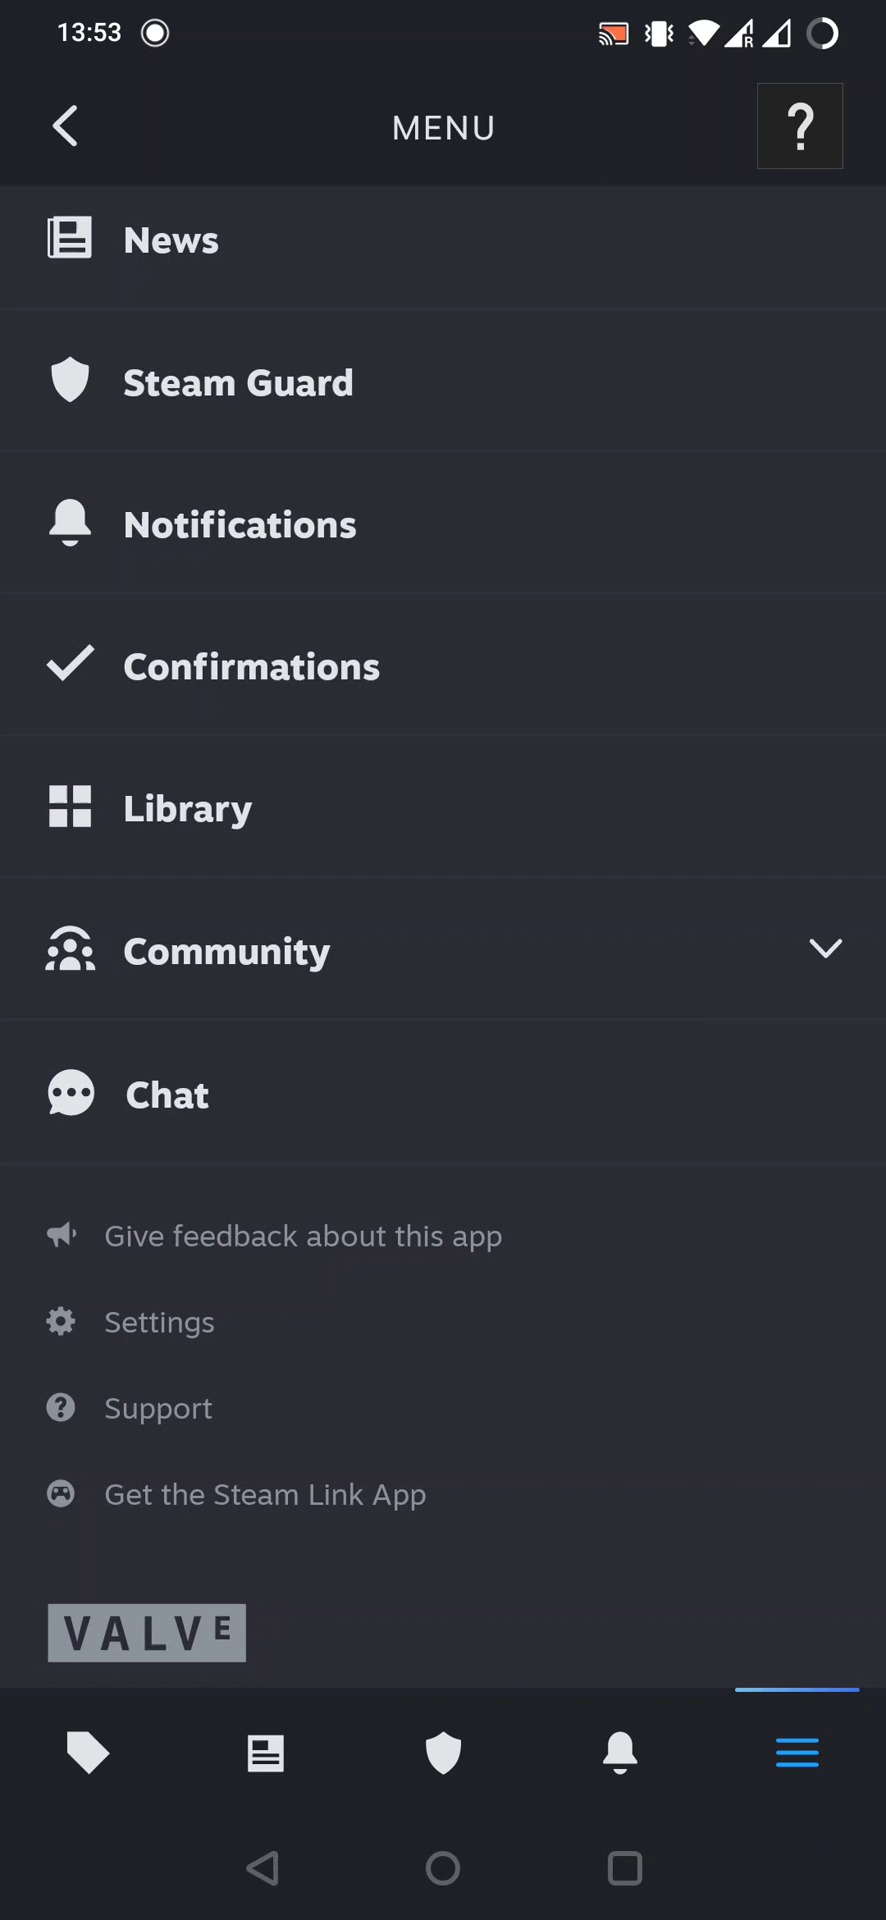 13:53
R
MENU
?
News
Steam Guard
Notifications
Confirmations
Library
Community
Chat
Give feedback about this app
Settings
Support
Get the Steam Link App
VALVE